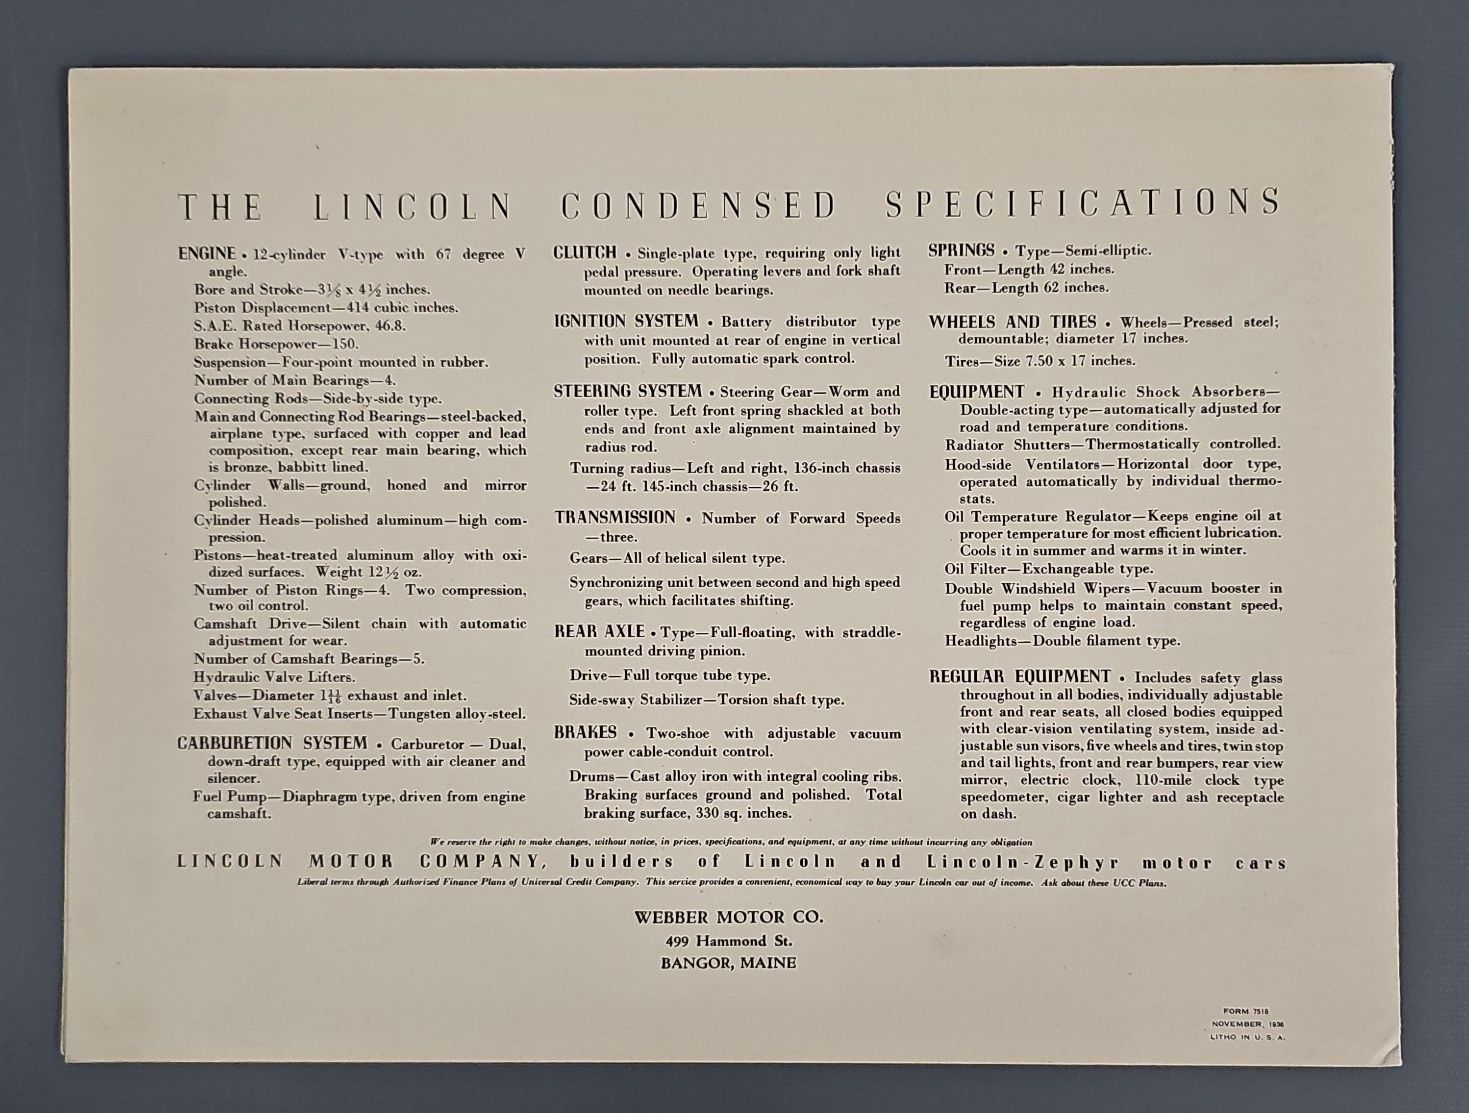 THE LINCOLN CONDENSED SPECIFICATIONS
ENGINE • 12-cylinder V-type with 67 degree V
angle.
Bore and Stroke—3⅛ x 4½ inches.
Piston Displacement—414 cubic inches.
S.A.E. Rated Horsepower, 46.8.
Brake Horsepower—150.
Suspension—Four-point mounted in rubber.
Number of Main Bearings—4.
Connecting Rods—Side-by-side type.
Main and Connecting Rod Bearings—steel-backed,
airplane type, surfaced with copper and lead
composition, except rear main bearing, which
is bronze, babbitt lined.
Cylinder Walls—ground, honed and mirror
polished.
Cylinder Heads—polished aluminum—high com-
pression.
Pistons—heat-treated aluminum alloy with oxi-
dized surfaces. Weight 12½ oz.
Number of Piston Rings—4. Two compression,
two oil control.
Camshaft Drive—Silent chain with automatic
adjustment for wear.
Number of Camshaft Bearings—5.
Hydraulic Valve Lifters.
Valves—Diameter 1 11/16 exhaust and inlet.
Exhaust Valve Seat Inserts—Tungsten alloy-steel.
CARBURETION SYSTEM • Carburetor — Dual,
down-draft type, equipped with air cleaner and
silencer.
Fuel Pump—Diaphragm type, driven from engine
camshaft.
CLUTCH • Single-plate type, requiring only light
pedal pressure. Operating levers and fork shaft
mounted on needle bearings.
IGNITION SYSTEM • Battery distributor type
with unit mounted at rear of engine in vertical
position. Fully automatic spark control.
STEERING SYSTEM • Steering Gear—Worm and
roller type. Left front spring shackled at both
ends and front axle alignment maintained by
radius rod.
Turning radius—Left and right, 136-inch chassis
—24 ft. 145-inch chassis—26 ft.
TRANSMISSION • Number of Forward Speeds
—three.
Gears—All of helical silent type.
Synchronizing unit between second and high speed
gears, which facilitates shifting.
REAR AXLE • Type—Full-floating, with straddle-
mounted driving pinion.
Drive—Full torque tube type.
Side-sway Stabilizer—Torsion shaft type.
BRAKES • Two-shoe with adjustable vacuum
power cable-conduit control.
Drums—Cast alloy iron with integral cooling ribs.
Braking surfaces ground and polished. Total
braking surface, 330 sq. inches.
SPRINGS • Type—Semi-elliptic.
Front—Length 42 inches.
Rear—Length 62 inches.
WHEELS AND TIRES • Wheels—Pressed steel;
demountable; diameter 17 inches.
Tires—Size 7.50 x 17 inches.
EQUIPMENT • Hydraulic Shock Absorbers—
Double-acting type—automatically adjusted for
road and temperature conditions.
Radiator Shutters—Thermostatically controlled.
Hood-side Ventilators—Horizontal door type,
operated automatically by individual thermo-
stats.
Oil Temperature Regulator—Keeps engine oil at
proper temperature for most efficient lubrication.
Cools it in summer and warms it in winter.
Oil Filter—Exchangeable type.
Double Windshield Wipers—Vacuum booster in
fuel pump helps to maintain constant speed,
regardless of engine load.
Headlights—Double filament type.
REGULAR EQUIPMENT • Includes safety glass
throughout in all bodies, individually adjustable
front and rear seats, all closed bodies equipped
with clear-vision ventilating system, inside ad-
justable sun visors, five wheels and tires, twin stop
and tail lights, front and rear bumpers, rear view
mirror, electric clock, 110-mile clock type
speedometer, cigar lighter and ash receptacle
on dash.
We reserve the right to make changes, without notice, in prices, specifications, and equipment, at any time without incurring any obligation
LINCOLN MOTOR COMPANY, builders of Lincoln and Lincoln-Zephyr motor cars
Liberal terms through Authorized Finance Plans of Universal Credit Company. This service provides a convenient, economical way to buy your Lincoln car out of income. Ask about these UCC Plans.
WEBBER MOTOR CO.
499 Hammond St.
BANGOR, MAINE
FORM 7518
NOVEMBER, 1936
LITHO IN U. S. A.